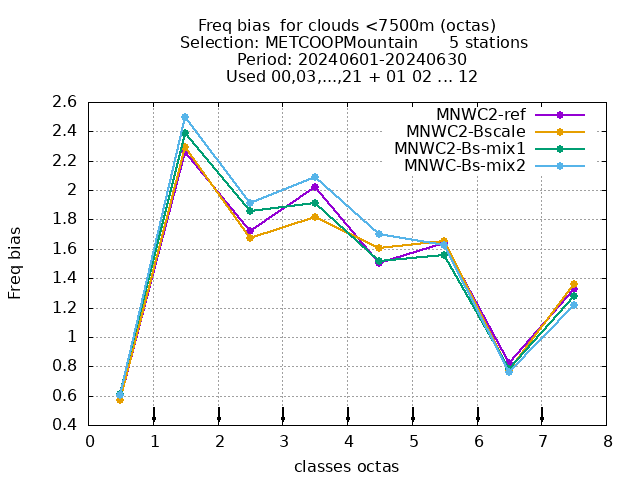 Freq bias  for clouds <7500m (octas)
Selection: METCOOPMountain      5 stations
Period: 20240601-20240630
Used 00,03,...,21 + 01 02 ... 12
MNWC2-ref
MNWC2-Bscale
MNWC2-Bs-mix1
MNWC-Bs-mix2
2.6
2.4
2.2
2
1.8
1.6
1.4
1.2
1
0.8
0.6
0.4
Freq bias
0 1 2 3 4 5 6 7 8
classes octas